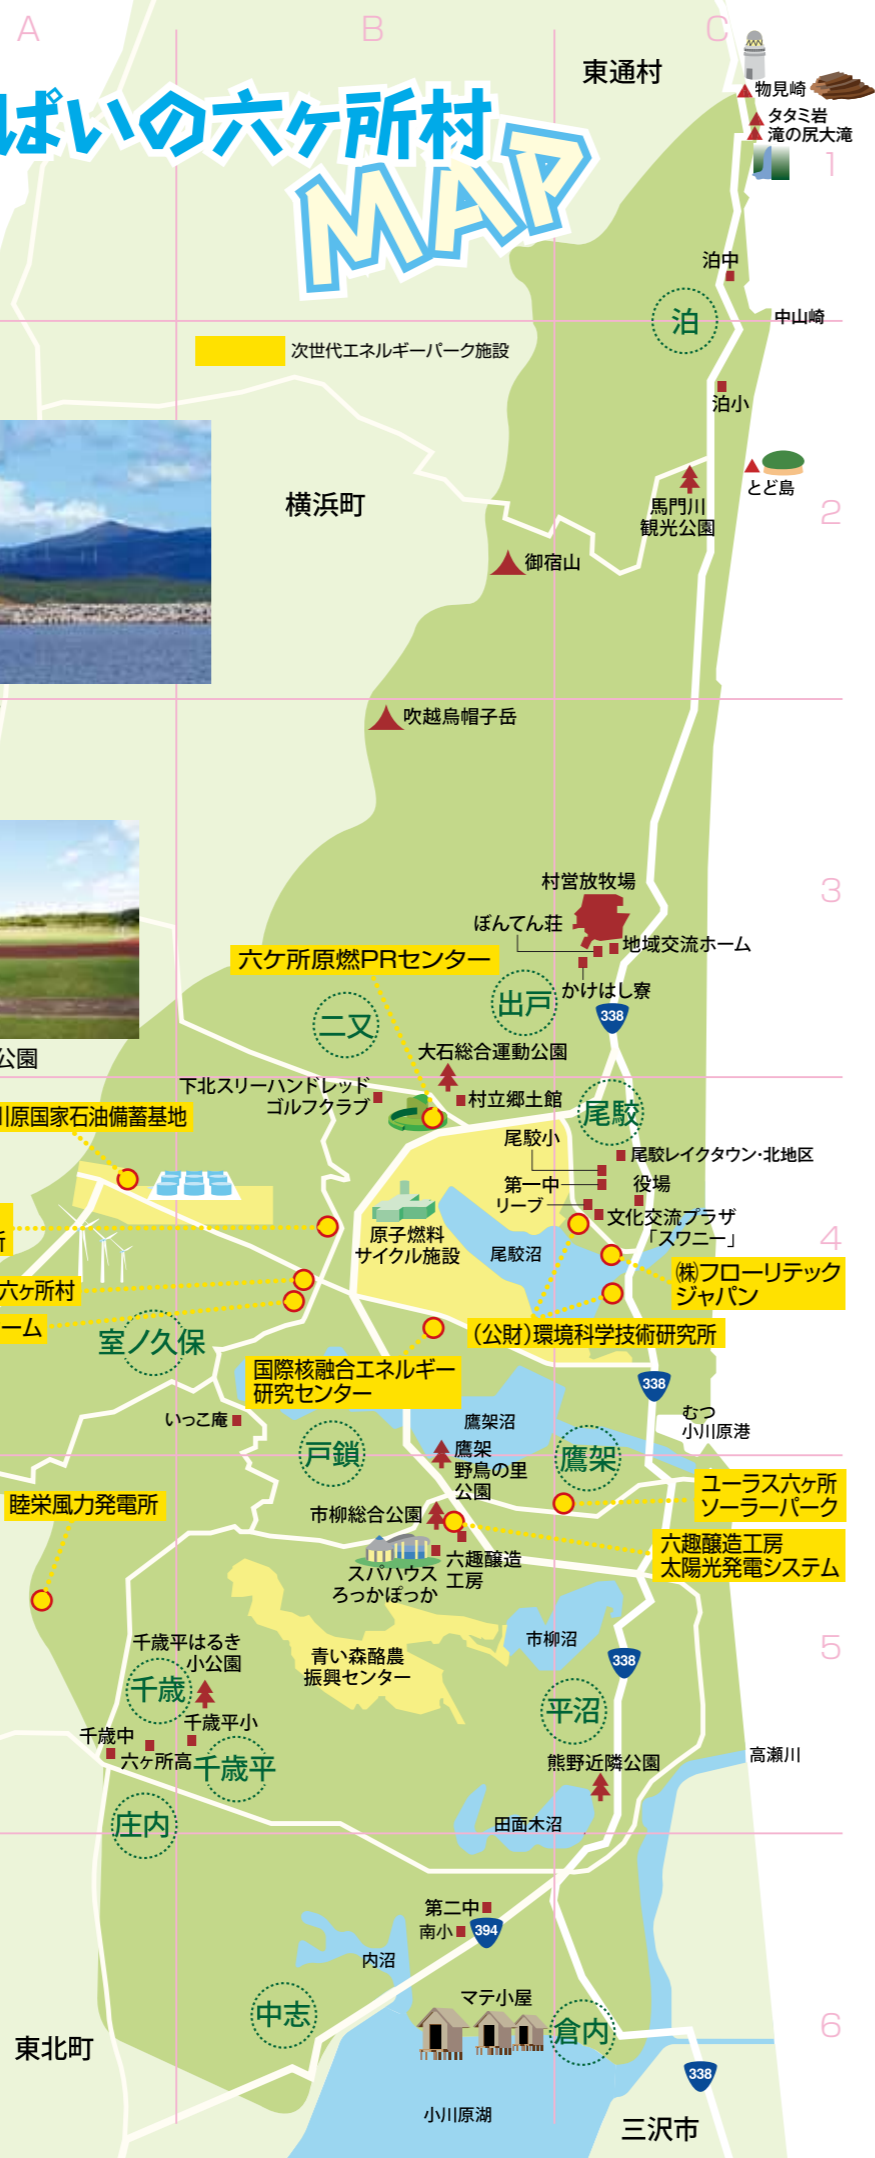 A
B
C
東通村
物見崎
ぱいの六ヶ所村
MAP
タタミ岩
滝の尻大滝
1
泊中
泊
中山崎
次世代エネルギーパーク施設
泊小
横浜町
とど島
馬門川
観光公園
2
御宿山
吹越烏帽子岳
村営放牧場
3
ぼんてん荘
地域交流ホーム
六ケ所原燃PRセンター
かけはし寮
出戸
二又
338
大石総合運動公園
公園
下北スリーハンドレッド
ゴルフクラブ
村立郷土館
川原国家石油備蓄基地
尾駮
尾駮小
尾駮レイクタウン・北地区
第一中
役場
リーブ
文化交流プラザ
「スワニー」
原子燃料
サイクル施設
尾駮沼
4
所
㈱フローリテック
ジャパン
六ヶ所村
ーム
(公財)環境科学技術研究所
室ノ久保
国際核融合エネルギー
研究センター
338
いっこ庵
鷹架沼
むつ
小川原港
戸鎖
鷹架
野鳥の里
公園
鷹架
ユーラス六ヶ所
ソーラーパーク
睦栄風力発電所
市柳総合公園
六趣醸造工房
太陽光発電システム
スパハウス
ろっかぽっか
六趣醸造
工房
千歳平はるき
小公園
青い森酪農
振興センター
市柳沼
5
338
千歳
平沼
千歳中
千歳平小
六ヶ所高
千歳平
熊野近隣公園
高瀬川
庄内
田面木沼
第二中
南小
394
内沼
マテ小屋
中志
倉内
6
東北町
338
小川原湖
三沢市